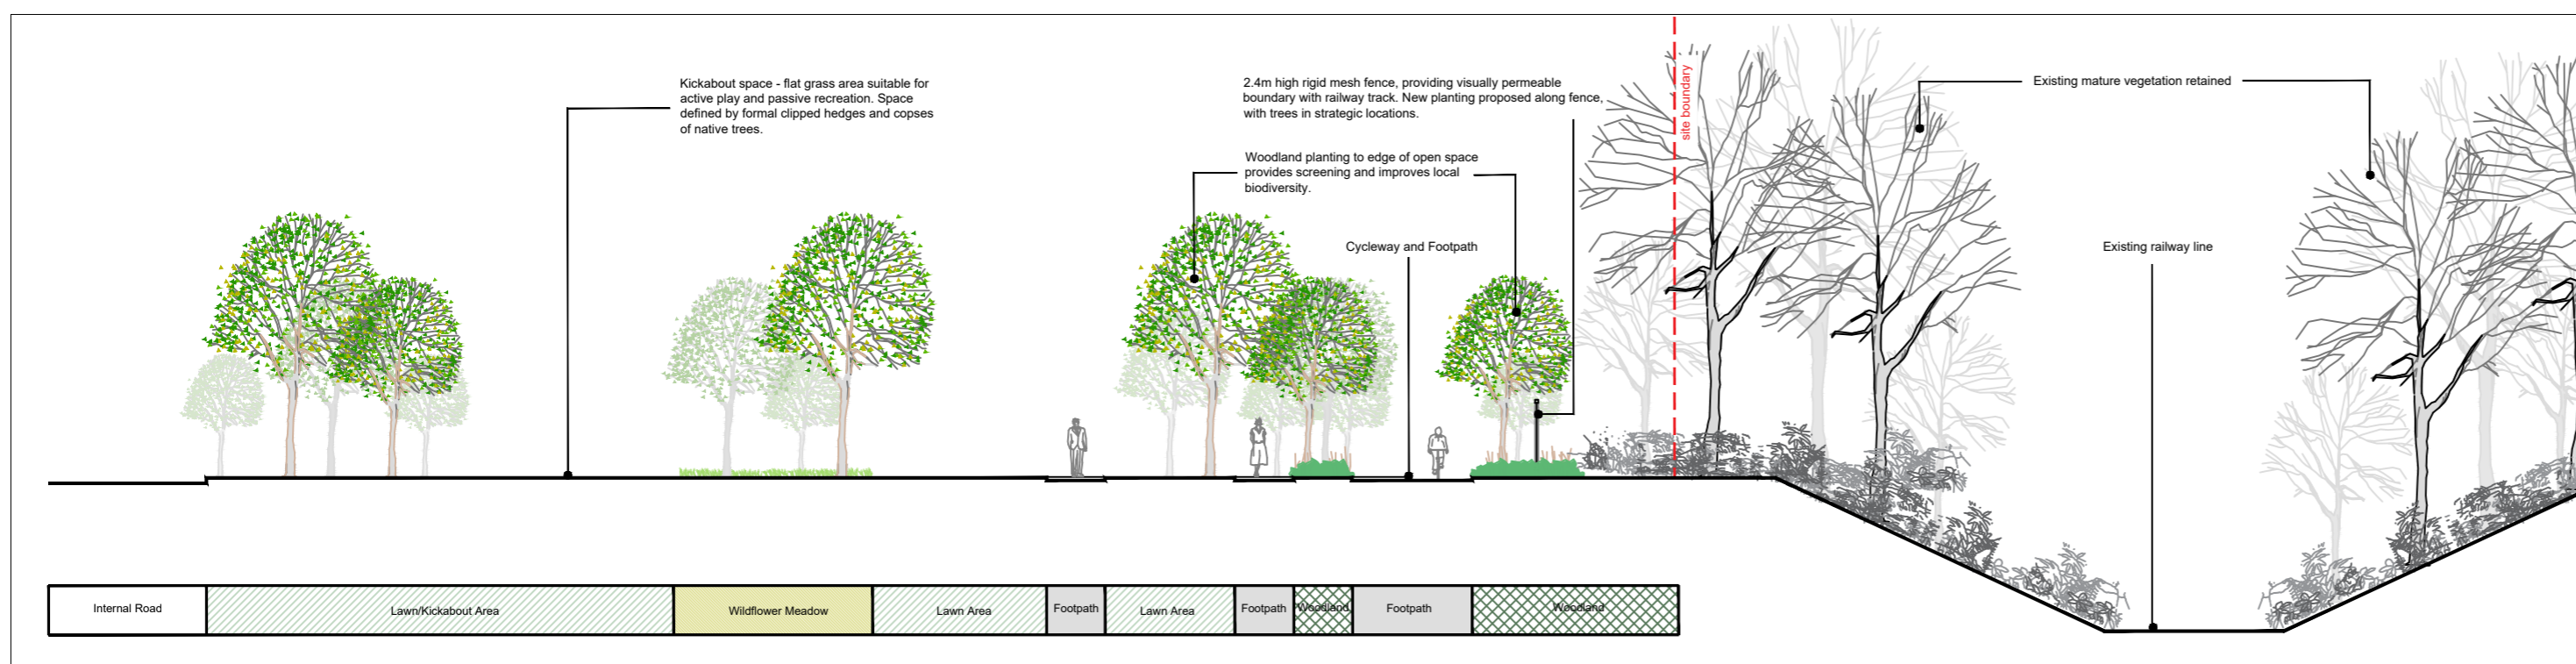 Kickabout space - flat grass area suitable for
active play and passive recreation. Space
defined by formal clipped hedges and copses
of native trees.
2.4m high rigid mesh fence, providing visually permeable
boundary with railway track. New planting proposed along fence,
with trees in strategic locations.
Woodland planting to edge of open space
provides screening and improves local
biodiversity.
Cycleway and Footpath
site boundary
Existing mature vegetation retained
Existing railway line
Internal Road
Lawn/Kickabout Area
Wildflower Meadow
Lawn Area
Footpath
Lawn Area
Footpath
Woodland
Footpath
Woodland